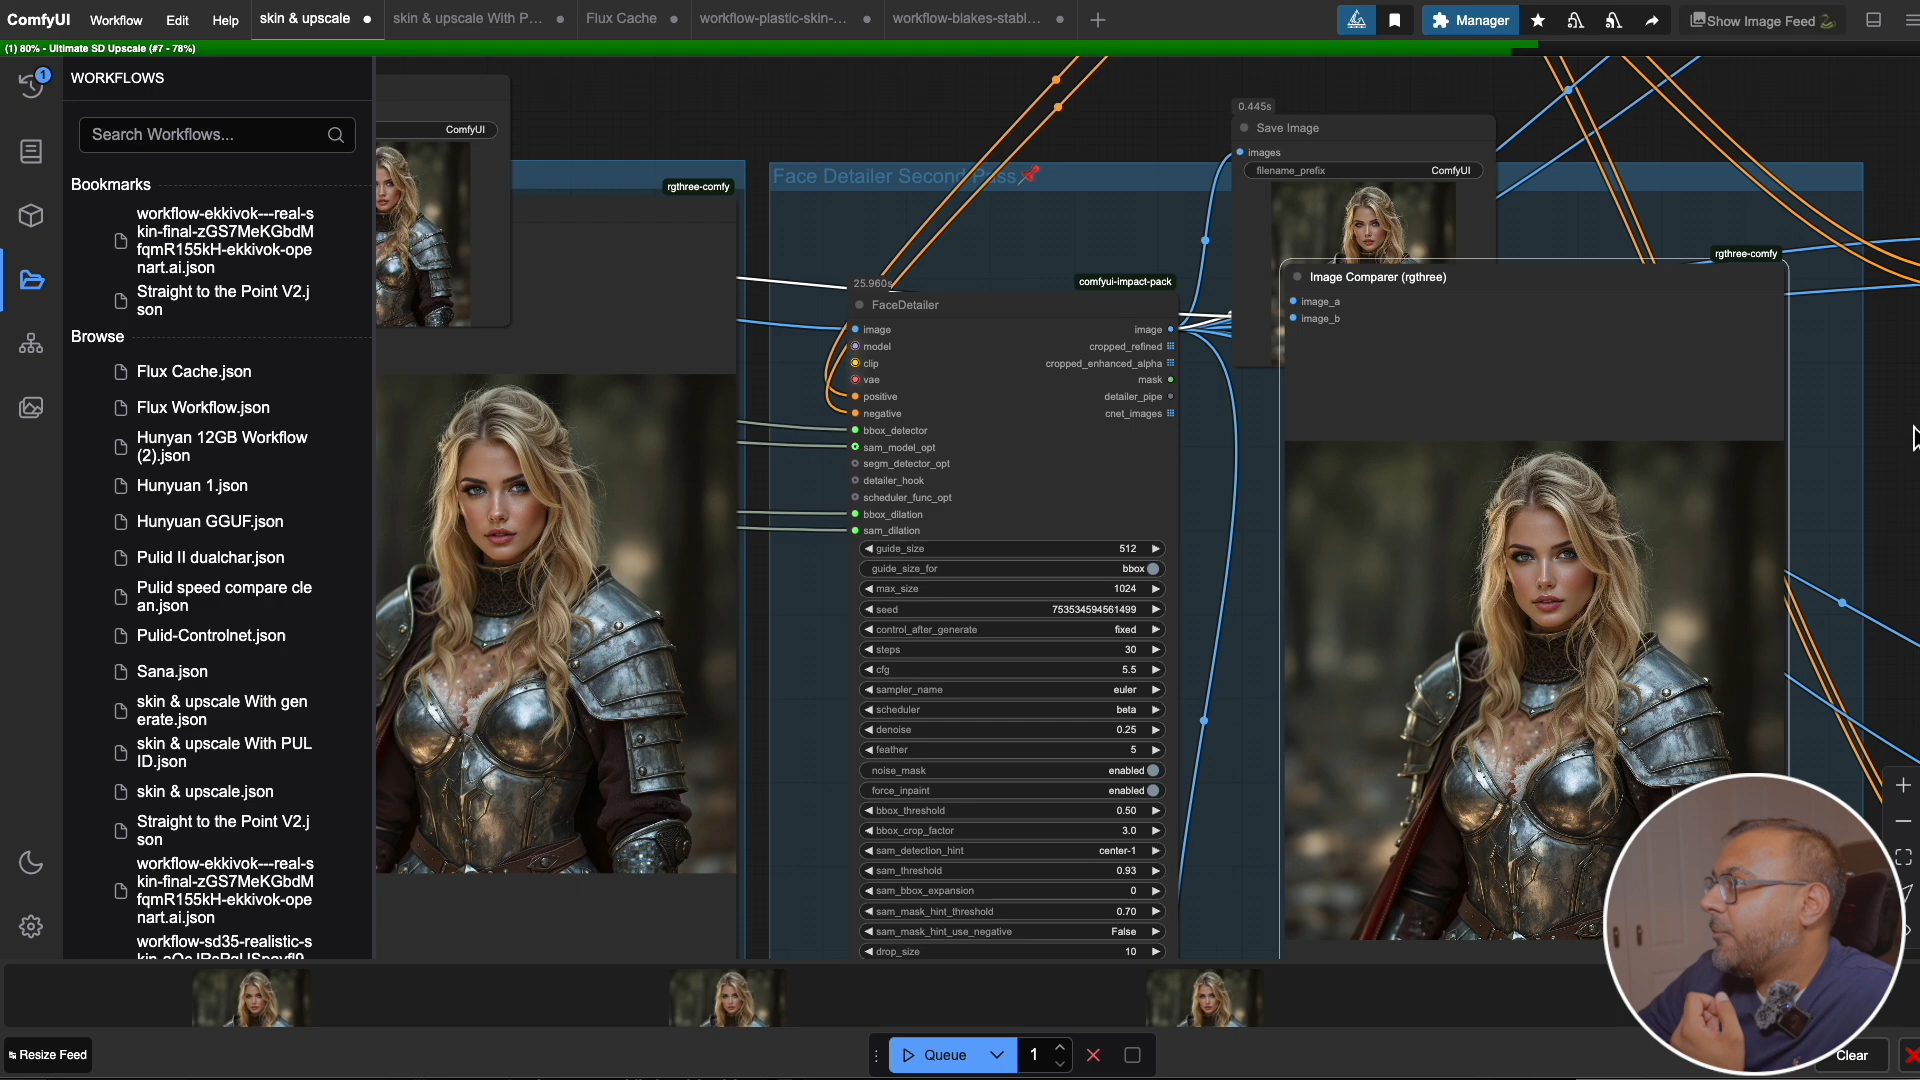 ComfyUI Workflow Edit Help skin & upscale skin & upscale With P... Flux Cache workflow-plastic-skin-... workflow-blakes-stabl... Manager Show Image Feed
(1) 80% - Ultimate SD Upscale (#7 - 78%)
1
WORKFLOWS
Search Workflows...
Bookmarks
workflow-ekkivok---real-s
kin-final-zGS7MeKGbdM
fqmR155kH-ekkivok-ope
nart.ai.json
Straight to the Point V2.j
son
Browse
Flux Cache.json
Flux Workflow.json
Hunyan 12GB Workflow
(2).json
Hunyuan 1.json
Hunyuan GGUF.json
Pulid II dualchar.json
Pulid speed compare cle
an.json
Pulid-Controlnet.json
Sana.json
skin & upscale With gen
erate.json
skin & upscale With PUL
ID.json
skin & upscale.json
Straight to the Point V2.j
son
workflow-ekkivok---real-s
kin-final-zGS7MeKGbdM
fqmR155kH-ekkivok-ope
nart.ai.json
workflow-sd35-realistic-s
ComfyUI
rgthree-comfy
Face Detailer Second Pass
25.960s
comfyui-impact-pack
FaceDetailer
image image
model cropped_refined
clip cropped_enhanced_alpha
vae mask
positive detailer_pipe
negative cnet_images
bbox_detector
sam_model_opt
segm_detector_opt
detailer_hook
scheduler_func_opt
bbox_dilation
sam_dilation
guide_size 512
guide_size_for bbox
max_size 1024
seed 753534594561499
control_after_generate fixed
steps 30
cfg 5.5
sampler_name euler
scheduler beta
denoise 0.25
feather 5
noise_mask enabled
force_inpaint enabled
bbox_threshold 0.50
bbox_crop_factor 3.0
sam_detection_hint center-1
sam_threshold 0.93
sam_bbox_expansion 0
sam_mask_hint_threshold 0.70
sam_mask_hint_use_negative False
drop_size 10
0.445s
Save Image
images
filename_prefix ComfyUI
rgthree-comfy
Image Comparer (rgthree)
image_a
image_b
Resize Feed
Queue 1
Clear